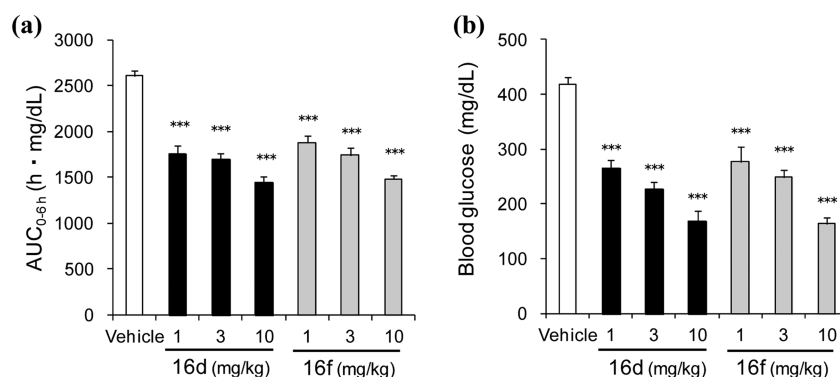 (a)
AUC0-6 h (h・mg/dL)
3000
2500
2000
1500
1000
500
0
*** *** *** *** *** ***
Vehicle 1 3 10 1 3 10
16d (mg/kg) 16f (mg/kg)
(b)
Blood glucose (mg/dL)
500
400
300
200
100
0
*** *** *** *** *** ***
Vehicle 1 3 10 1 3 10
16d (mg/kg) 16f (mg/kg)